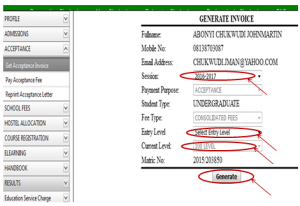 PROFILE
ADMISSIONS
ACCEPTANCE
Get Acceptance Invoice
Pay Acceptance Fee
Reprint Acceptance Letter
SCHOOL FEES
HOSTEL ALLOCATION
COURSE REGISTRATION
ELEARNING
HANDBOOK
RESULTS
Education Service Charge
GENERATE INVOICE
Fullname: ABONYI CHUKWUDI JOHNMARTIN
Mobile No: 08138703087
Email Address: CHUKWUDI.JMAN@YAHOO.COM
Session: 2016-2017
Payment Purpose: ACCEPTANCE
Student Type: UNDERGRADUATE
Fee Type: CONSOLIDATED FEES
Entry Level Select Entry Level
Current Level: 100 LEVEL
Matric No: 2015/203850
Generate